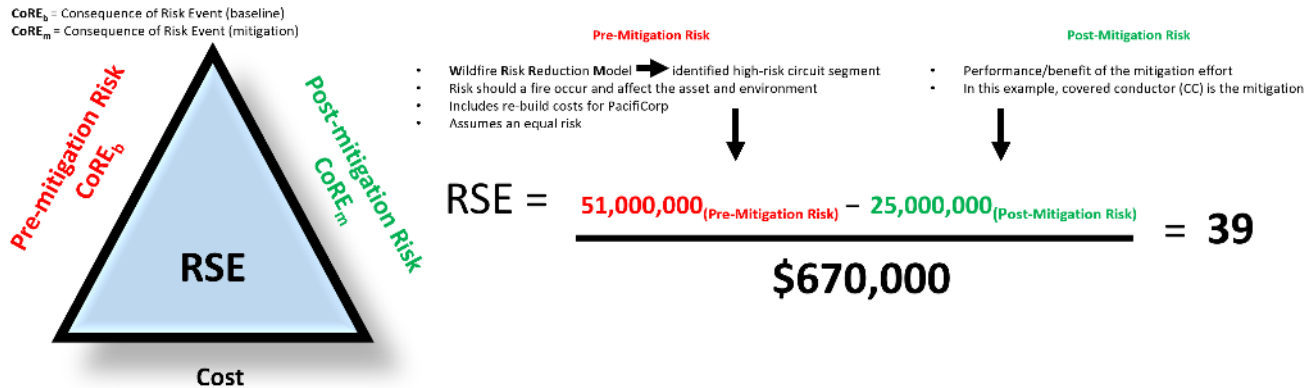 CoREb = Consequence of Risk Event (baseline)
CoREm = Consequence of Risk Event (mitigation)
Pre-mitigation Risk
CoREb
Post-mitigation Risk
CoREm
RSE
Cost
Pre-Mitigation Risk
• Wildfire Risk Reduction Model identified high-risk circuit segment
• Risk should a fire occur and affect the asset and environment
• Includes re-build costs for PacifiCorp
• Assumes an equal risk
Post-Mitigation Risk
• Performance/benefit of the mitigation effort
• In this example, covered conductor (CC) is the mitigation
RSE = 51,000,000(Pre-Mitigation Risk) – 25,000,000(Post-Mitigation Risk) = 39
$670,000